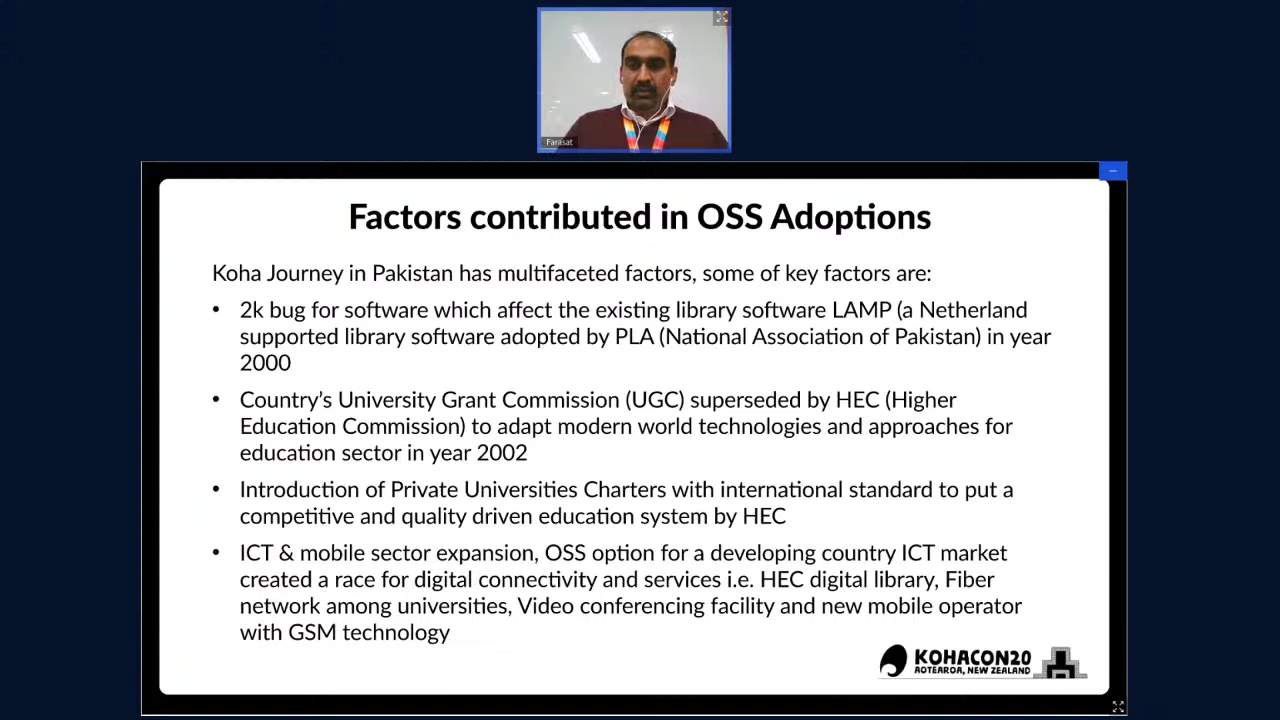 Farasat
Factors contributed in OSS Adoptions
Koha Journey in Pakistan has multifaceted factors, some of key factors are:
• 2k bug for software which affect the existing library software LAMP (a Netherland
supported library software adopted by PLA (National Association of Pakistan) in year
2000
• Country's University Grant Commission (UGC) superseded by HEC (Higher
Education Commission) to adapt modern world technologies and approaches for
education sector in year 2002
• Introduction of Private Universities Charters with international standard to put a
competitive and quality driven education system by HEC
• ICT & mobile sector expansion, OSS option for a developing country ICT market
created a race for digital connectivity and services i.e. HEC digital library, Fiber
network among universities, Video conferencing facility and new mobile operator
with GSM technology
KOHACON20
AOTEAROA, NEW ZEALAND